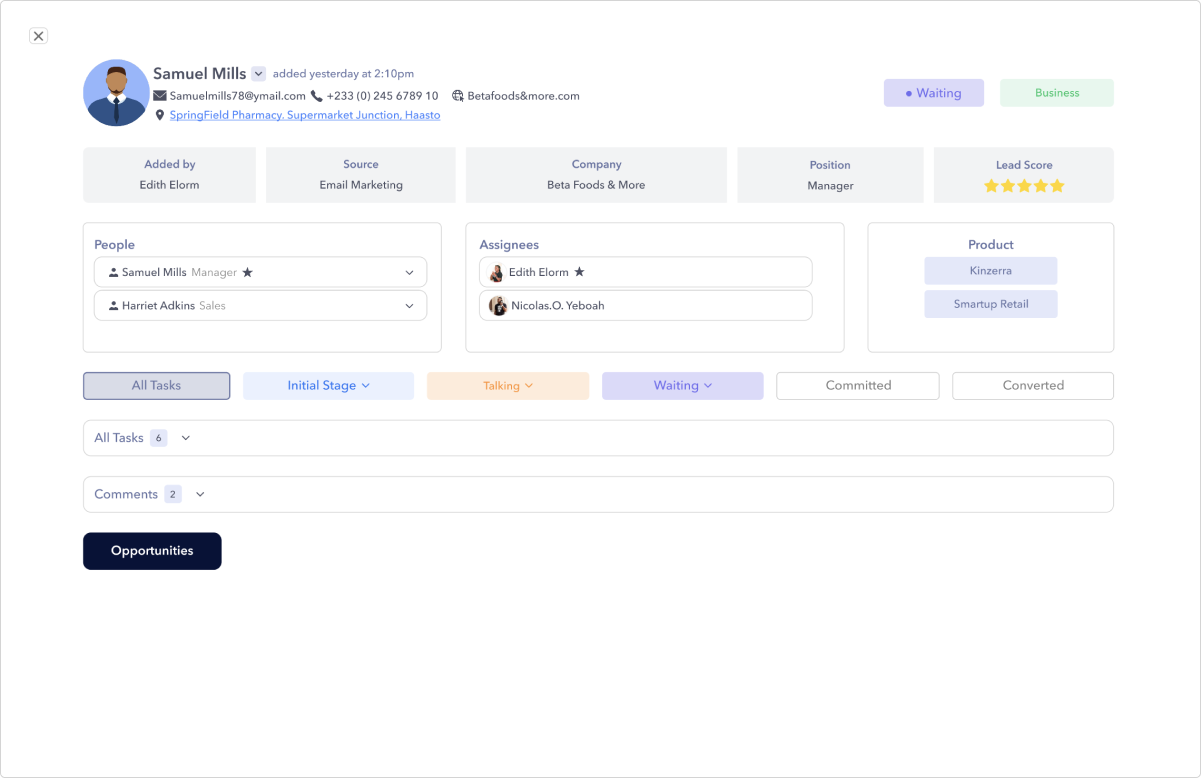 Samuel Mills added yesterday at 2:10pm
Samuelmills78@ymail.com +233 (0) 245 6789 10 Betafoods&more.com
SpringField Pharmacy. Supermarket Junction, Haasto
Waiting
Business
Added by
Edith Elorm
Source
Email Marketing
Company
Beta Foods & More
Position
Manager
Lead Score
People
Samuel Mills Manager
Harriet Adkins Sales
Assignees
Edith Elorm
Nicolas.O. Yeboah
Product
Kinzerra
Smartup Retail
All Tasks
Initial Stage
Talking
Waiting
Committed
Converted
All Tasks 6
Comments 2
Opportunities